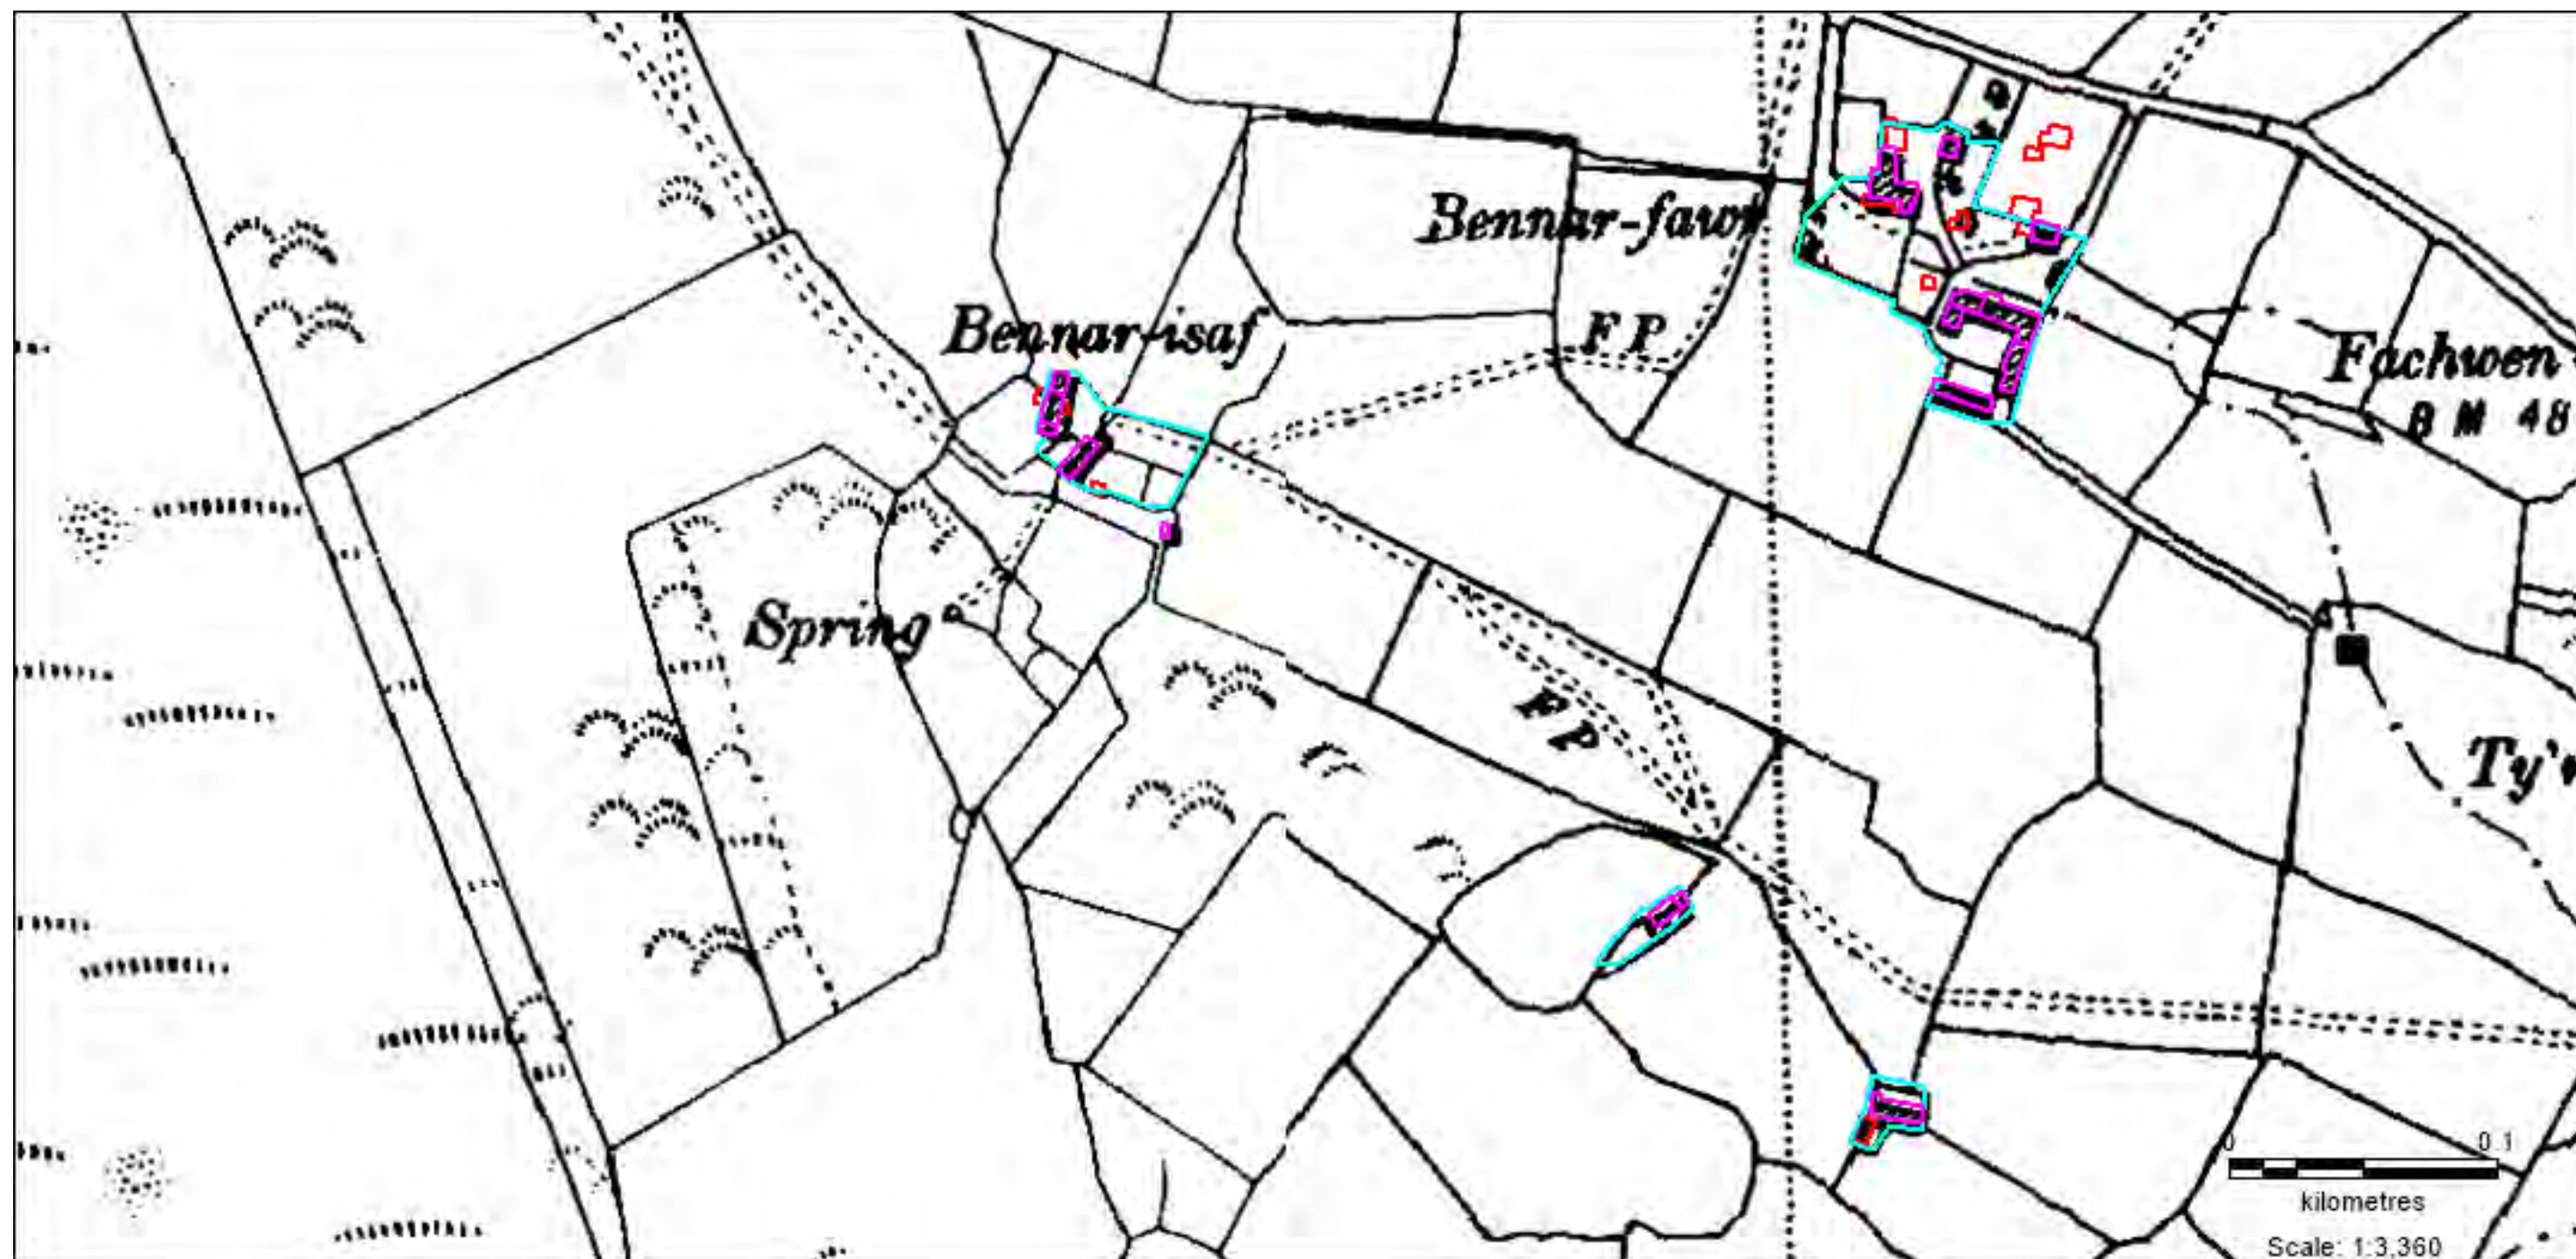 Bennar-fawr
Bennar-isaf
F P
Fachwen
B M 48
Spring
F P
Ty'n
0 0.1
kilometres
Scale: 1:3,360